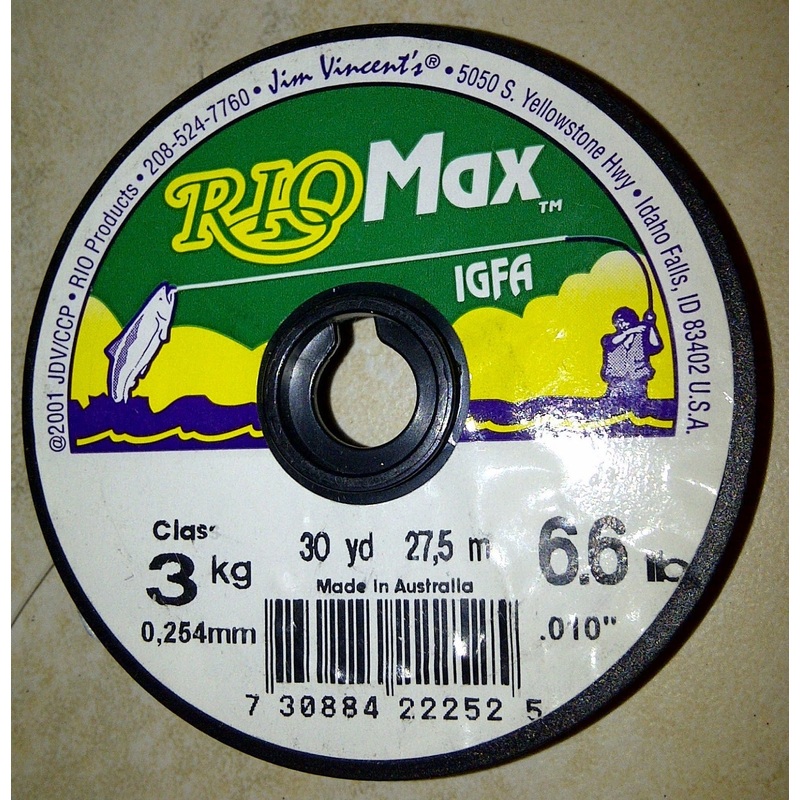 @2001 JDV/CCP • RIO Products • 208-524-7760 • Jim Vincent's® • 5050 S. Yellowstone Hwy • Idaho Falls, ID 83402 U.S.A.
RIO Max™
IGFA
Class
3 kg
30 yd 27,5 m
6.6 lb
Made in Australia
0,254mm
.010"
7 30884 22252 5